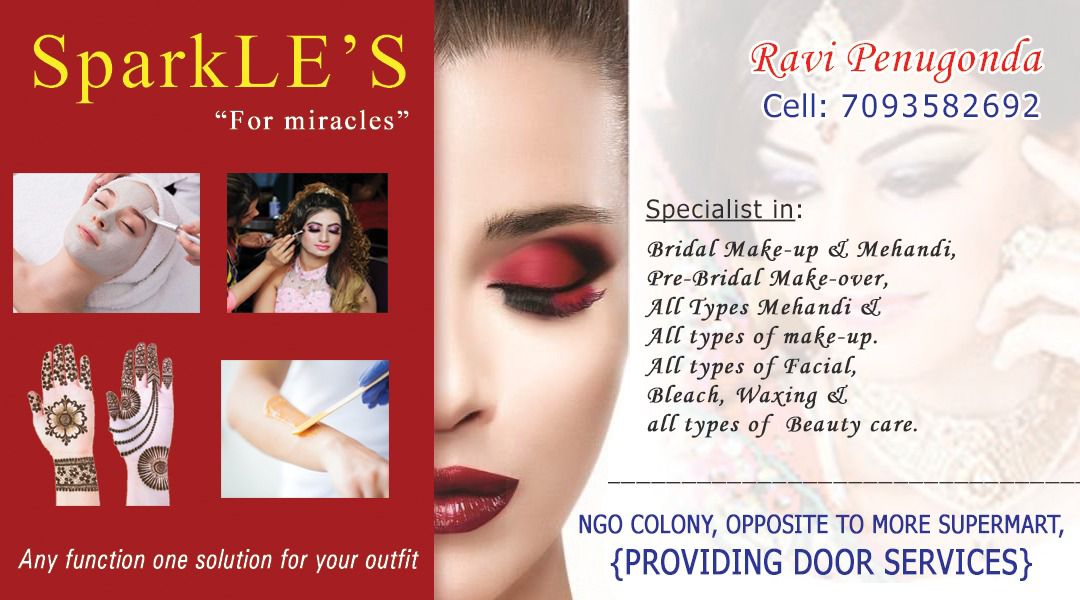 SparkLE'S
“For miracles”
Any function one solution for your outfit
Ravi Penugonda
Cell: 7093582692
Specialist in:
Bridal Make-up & Mehandi,
Pre-Bridal Make-over,
All Types Mehandi &
All types of make-up.
All types of Facial,
Bleach, Waxing &
all types of Beauty care.
NGO COLONY, OPPOSITE TO MORE SUPERMART,
{PROVIDING DOOR SERVICES}